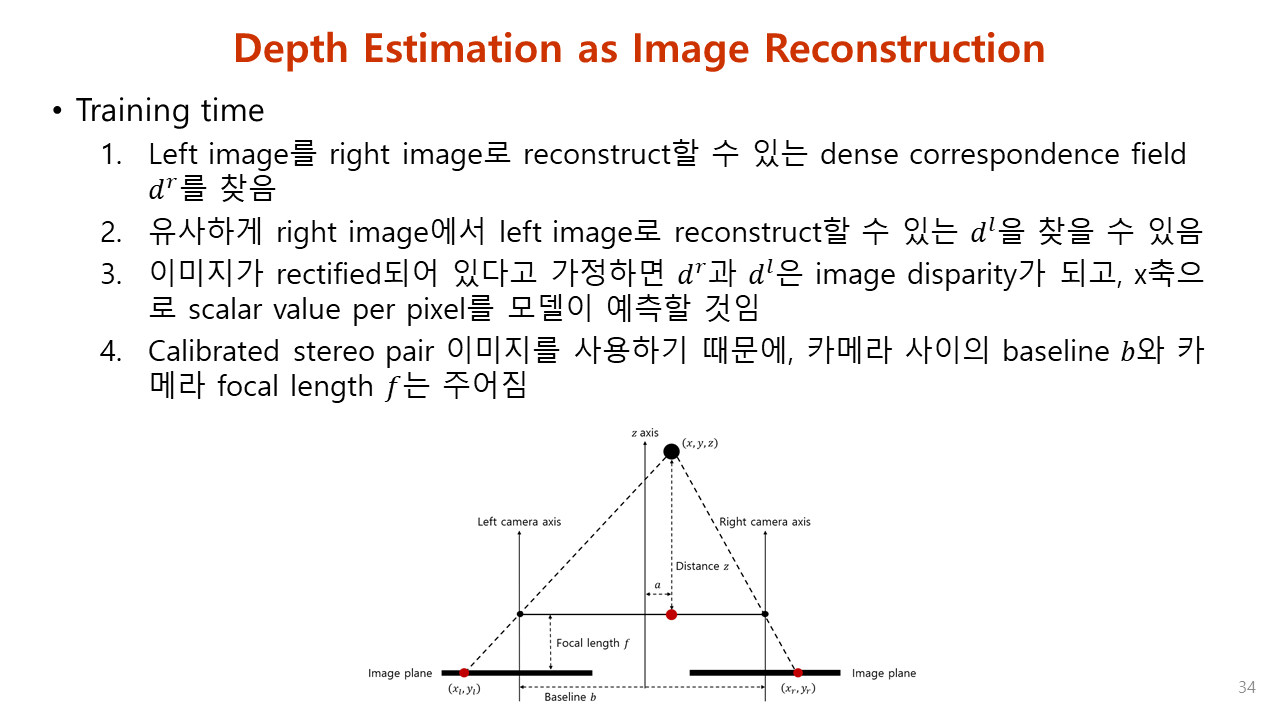 Depth Estimation as Image Reconstruction
• Training time
1. Left image를 right image로 reconstruct할 수 있는 dense correspondence field
d^r를 찾음
2. 유사하게 right image에서 left image로 reconstruct할 수 있는 d^l을 찾을 수 있음
3. 이미지가 rectified되어 있다고 가정하면 d^r과 d^l은 image disparity가 되고, x축으
로 scalar value per pixel를 모델이 예측할 것임
4. Calibrated stereo pair 이미지를 사용하기 때문에, 카메라 사이의 baseline b와 카
메라 focal length f는 주어짐
z axis
(x, y, z)
Left camera axis
Right camera axis
Distance z
a
Focal length f
Image plane
Image plane
(x_l, y_l)
(x_r, y_r)
Baseline b
34